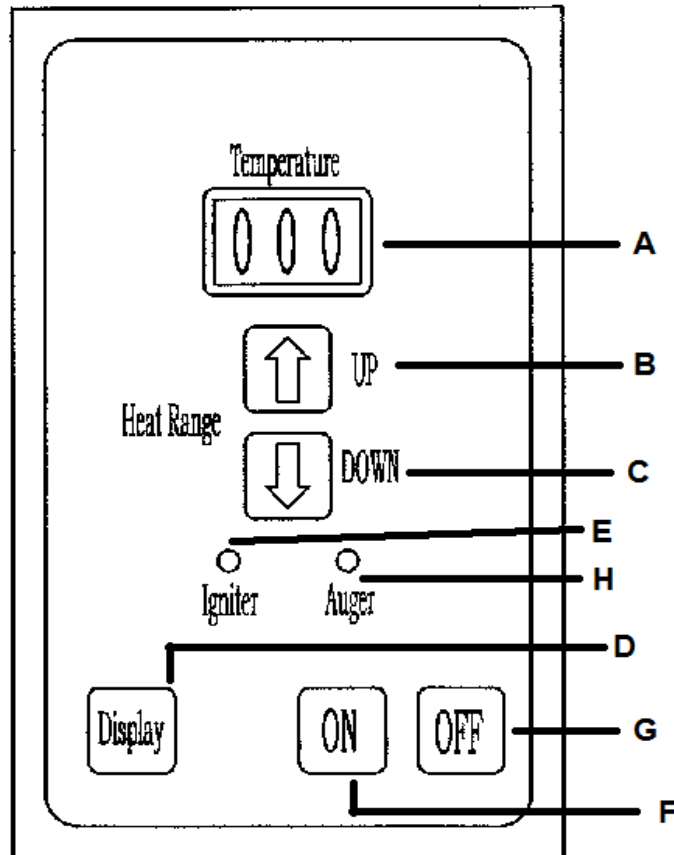 Temperature
000
A
UP
B
Heat Range
DOWN
C
E
Igniter
Auger
H
D
Display
ON
OFF
G
F